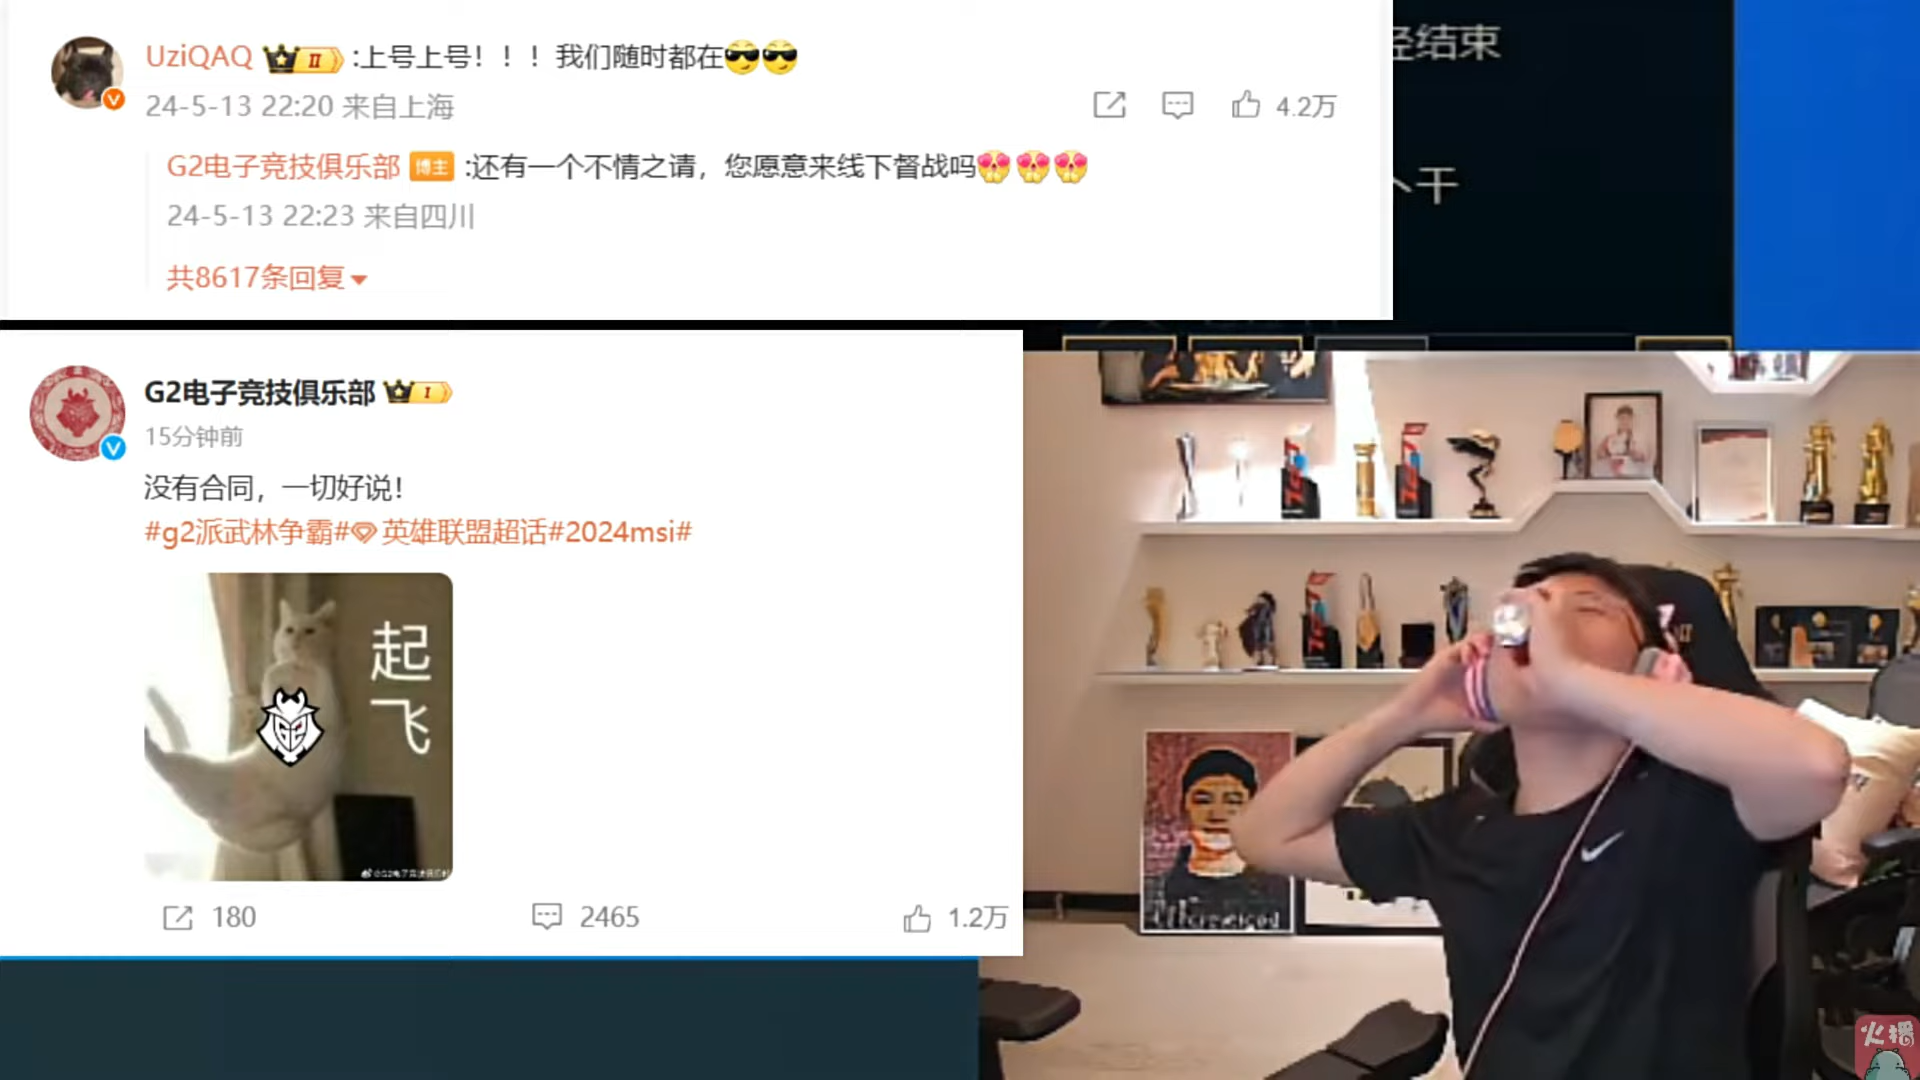 UziQAQ II :上号上号！！！我们随时都在😎😎
24-5-13 22:20 来自上海
4.2万
G2电子竞技俱乐部 博主 :还有一个不情之请，您愿意来线下督战吗😍😍😍
24-5-13 22:23 来自四川
共8617条回复
结束
干
G2电子竞技俱乐部 I
15分钟前
没有合同，一切好说！
#g2派武林争霸# 英雄联盟超话#2024msi#
起飞
180
2465
1.2万
火播